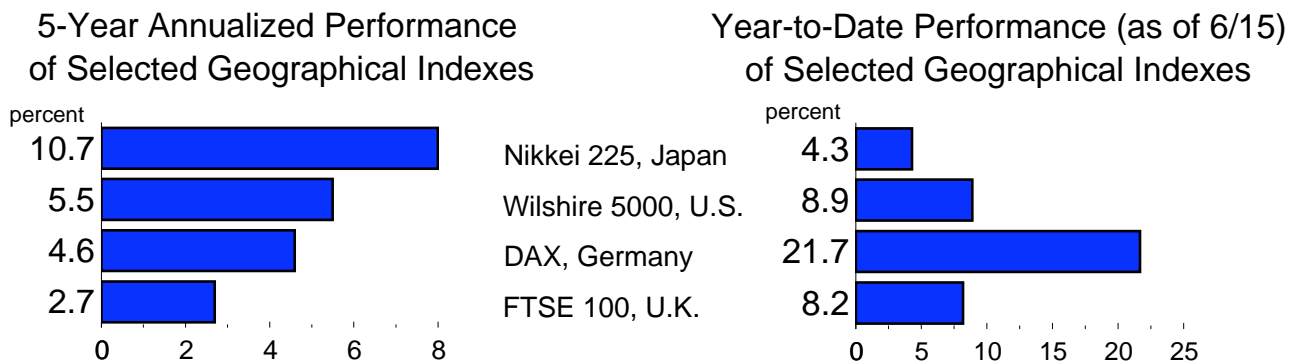 5-Year Annualized Performance
of Selected Geographical Indexes
percent
10.7
5.5
4.6
2.7
0 2 4 6 8
Nikkei 225, Japan
Wilshire 5000, U.S.
DAX, Germany
FTSE 100, U.K.
Year-to-Date Performance (as of 6/15)
of Selected Geographical Indexes
percent
4.3
8.9
21.7
8.2
0 5 10 15 20 25